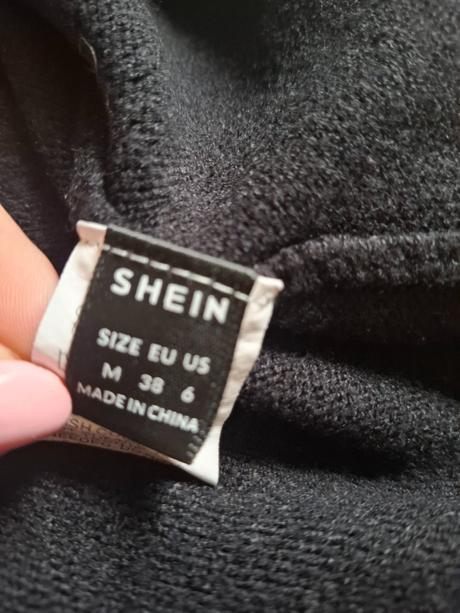 SHEIN
SIZE EU US
M 38 6
MADE IN CHINA